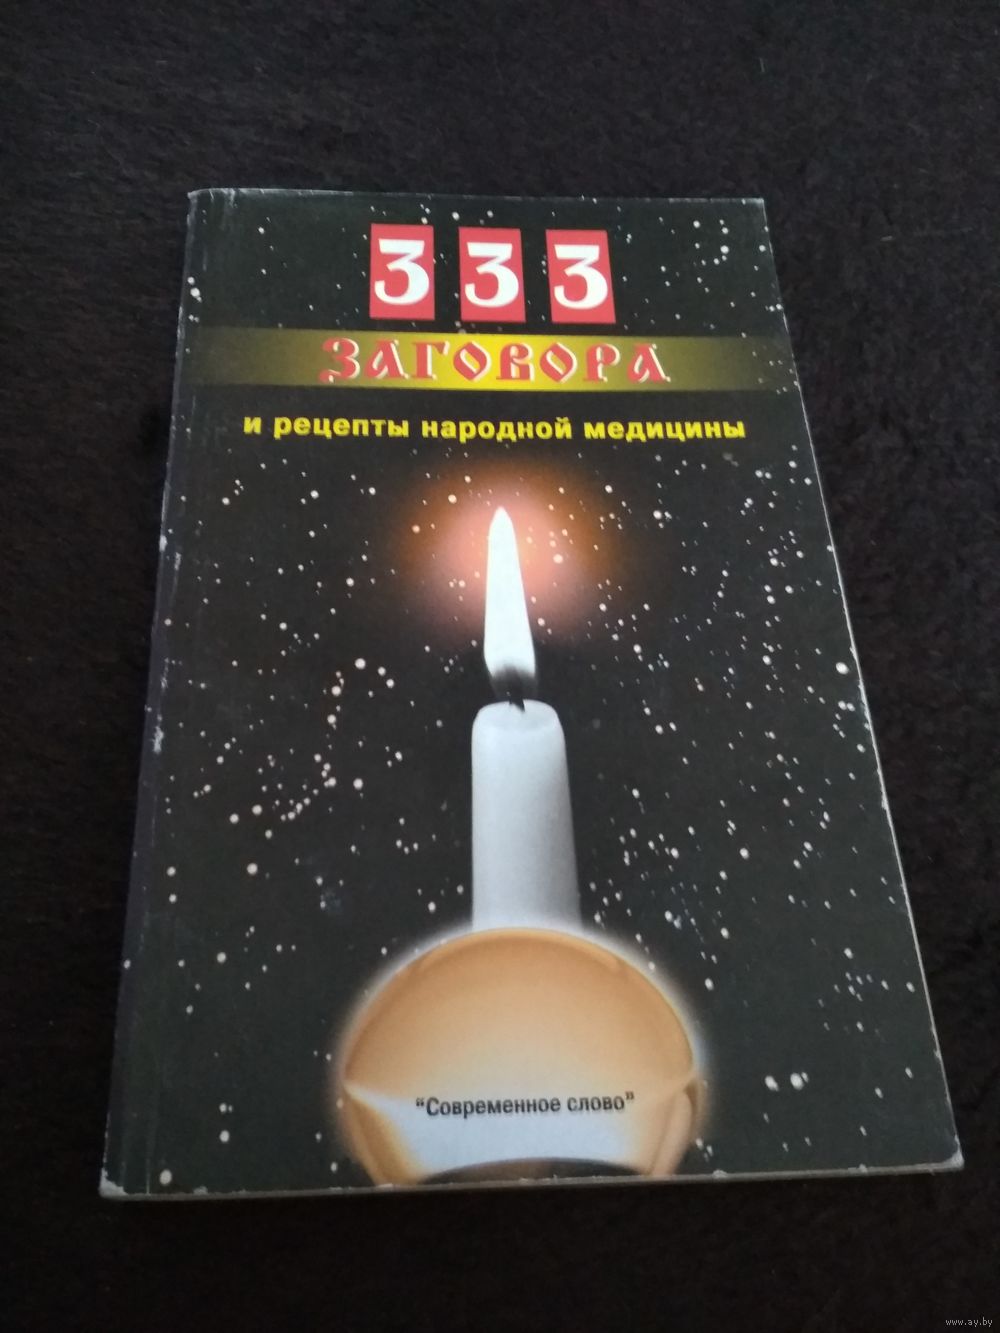 333
ЗАГОВОРА
и рецепты народной медицины
"Современное слово"
www.ay.by